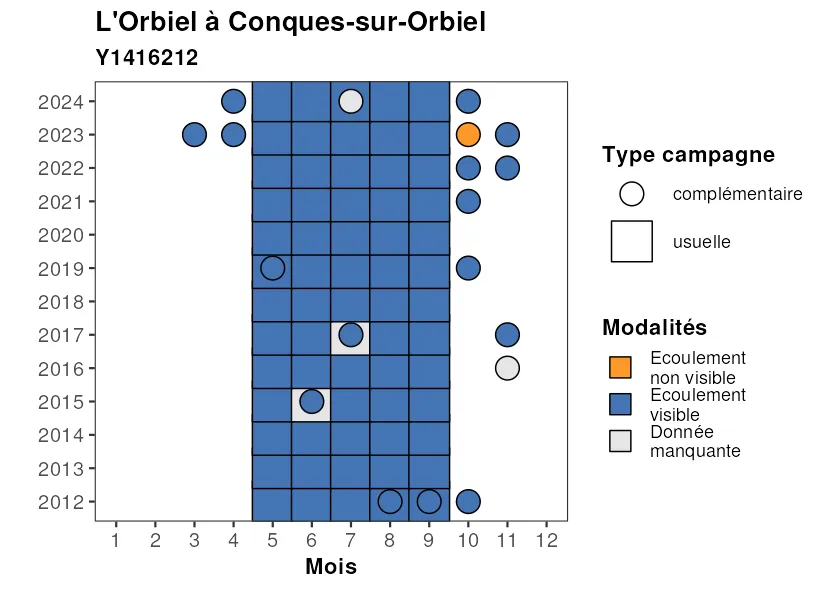 L'Orbiel à Conques-sur-Orbiel
Y1416212
2024
2023
2022
2021
2020
2019
2018
2017
2016
2015
2014
2013
2012
1 2 3 4 5 6 7 8 9 10 11 12
Mois
Type campagne
complémentaire
usuelle
Modalités
Ecoulement
non visible
Ecoulement
visible
Donnée
manquante